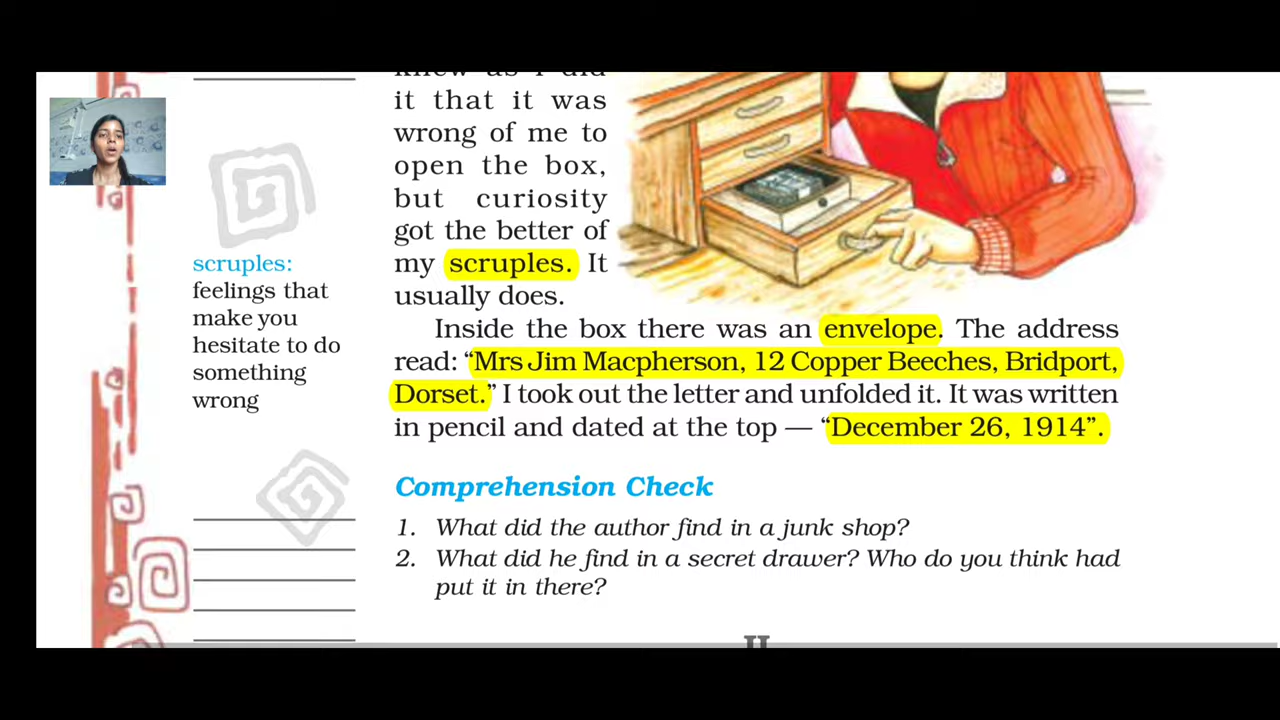 knew as I did
it that it was
wrong of me to
open the box,
but curiosity
got the better of
my scruples. It
usually does.
scruples:
feelings that
make you
hesitate to do
something
wrong
Inside the box there was an envelope. The address
read: “Mrs Jim Macpherson, 12 Copper Beeches, Bridport,
Dorset.” I took out the letter and unfolded it. It was written
in pencil and dated at the top — “December 26, 1914”.
Comprehension Check
1. What did the author find in a junk shop?
2. What did he find in a secret drawer? Who do you think had
put it in there?
II